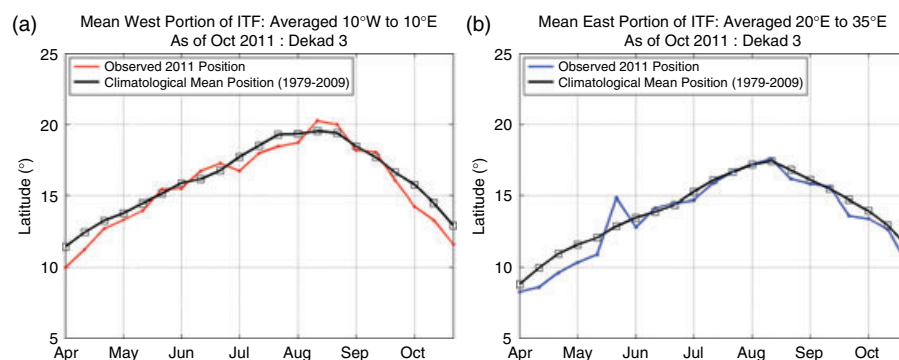 (a)
Mean West Portion of ITF: Averaged 10°W to 10°E
As of Oct 2011 : Dekad 3
25
20
15
10
5
Latitude (°)
Observed 2011 Position
Climatological Mean Position (1979-2009)
Apr May Jun Jul Aug Sep Oct
(b)
Mean East Portion of ITF: Averaged 20°E to 35°E
As of Oct 2011 : Dekad 3
25
20
15
10
5
Latitude (°)
Observed 2011 Position
Climatological Mean Position (1979-2009)
Apr May Jun Jul Aug Sep Oct